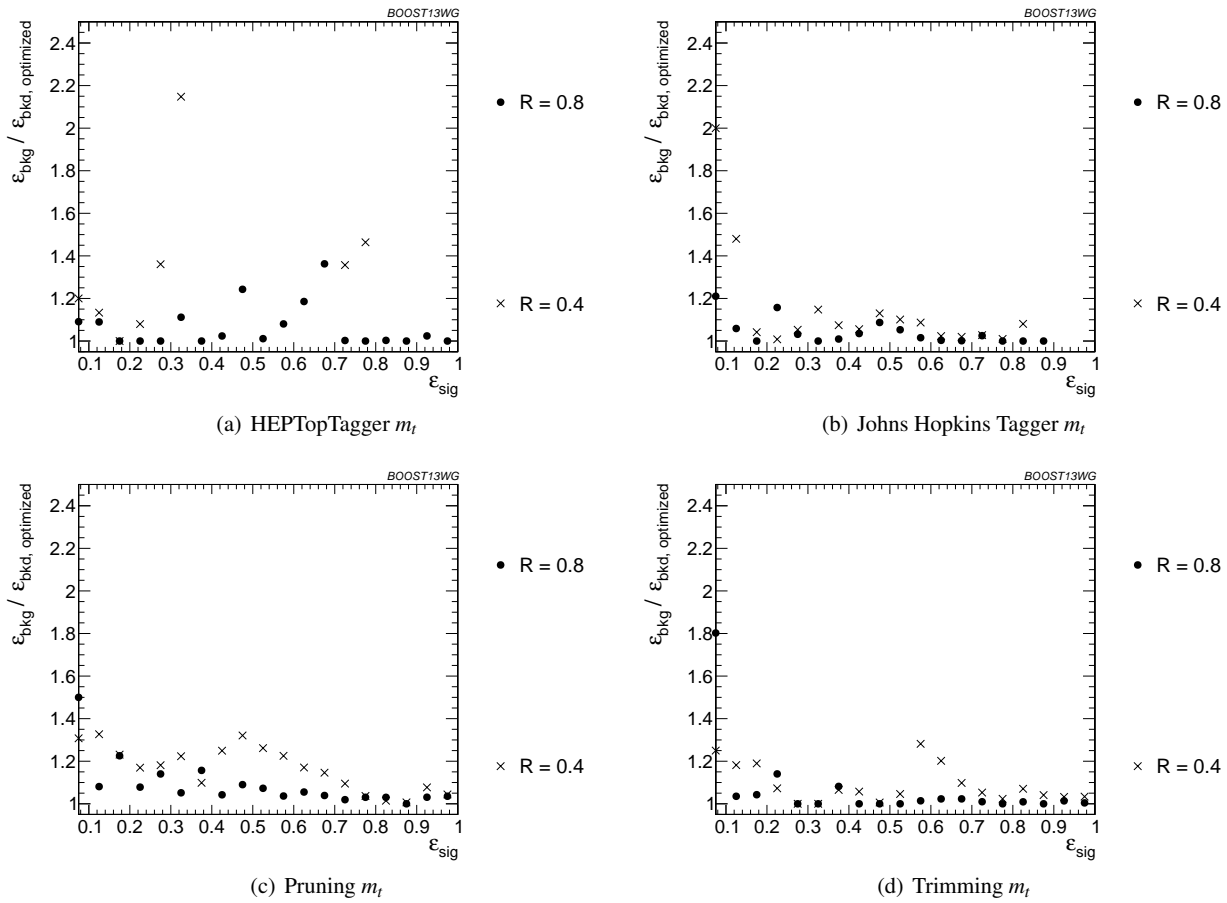 BOOST13WG
ε_bkg / ε_bkd, optimized
2.4
2.2
2
1.8
1.6
1.4
1.2
1
0.1 0.2 0.3 0.4 0.5 0.6 0.7 0.8 0.9 1
ε_sig
R = 0.8
R = 0.4
(a) HEPTopTagger m_t
BOOST13WG
ε_bkg / ε_bkd, optimized
2.4
2.2
2
1.8
1.6
1.4
1.2
1
0.1 0.2 0.3 0.4 0.5 0.6 0.7 0.8 0.9 1
ε_sig
R = 0.8
R = 0.4
(b) Johns Hopkins Tagger m_t
BOOST13WG
ε_bkg / ε_bkd, optimized
2.4
2.2
2
1.8
1.6
1.4
1.2
1
0.1 0.2 0.3 0.4 0.5 0.6 0.7 0.8 0.9 1
ε_sig
R = 0.8
R = 0.4
(c) Pruning m_t
BOOST13WG
ε_bkg / ε_bkd, optimized
2.4
2.2
2
1.8
1.6
1.4
1.2
1
0.1 0.2 0.3 0.4 0.5 0.6 0.7 0.8 0.9 1
ε_sig
R = 0.8
R = 0.4
(d) Trimming m_t